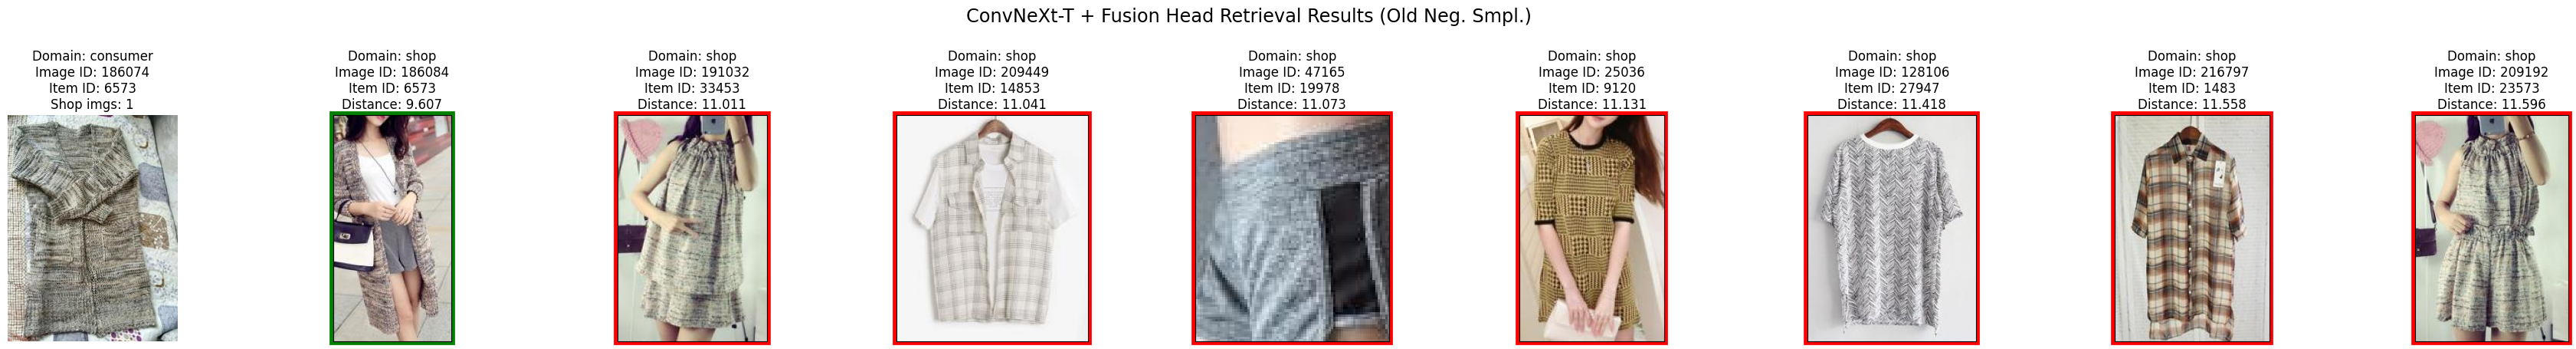 ConvNeXt-T + Fusion Head Retrieval Results (Old Neg. Smpl.)
Domain: consumer
Image ID: 186074
Item ID: 6573
Shop imgs: 1
Domain: shop
Image ID: 186084
Item ID: 6573
Distance: 9.607
Domain: shop
Image ID: 191032
Item ID: 33453
Distance: 11.011
Domain: shop
Image ID: 209449
Item ID: 14853
Distance: 11.041
Domain: shop
Image ID: 47165
Item ID: 19978
Distance: 11.073
Domain: shop
Image ID: 25036
Item ID: 9120
Distance: 11.131
Domain: shop
Image ID: 128106
Item ID: 27947
Distance: 11.418
Domain: shop
Image ID: 216797
Item ID: 1483
Distance: 11.558
Domain: shop
Image ID: 209192
Item ID: 23573
Distance: 11.596